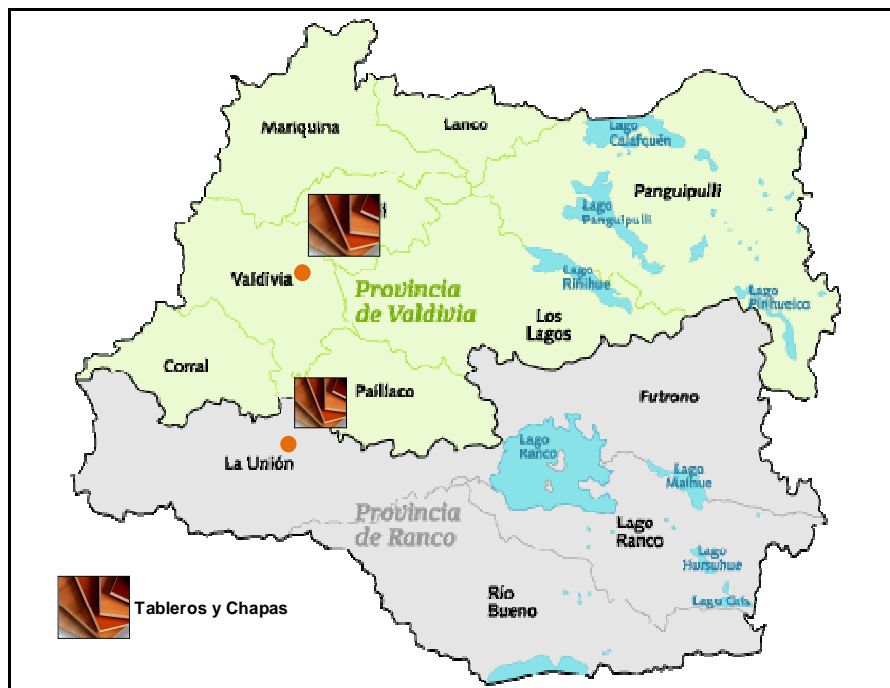 Mariquina
Lanco
Lago
Calafquén
Panguipulli
Lago
Panguipulli
i
Valdivia
Lago
Riñihue
Provincia
de Valdivia
Lago
Pirihueico
Los
Lagos
Corral
Paillaco
Futrono
La Unión
Lago
Ranco
Lago
Maihue
Provincia
de Ranco
Lago
Ranco
Lago
Río
Bueno
Tableros y Chapas